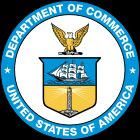 DEPARTMENT OF COMMERCE
UNITED STATES OF AMERICA